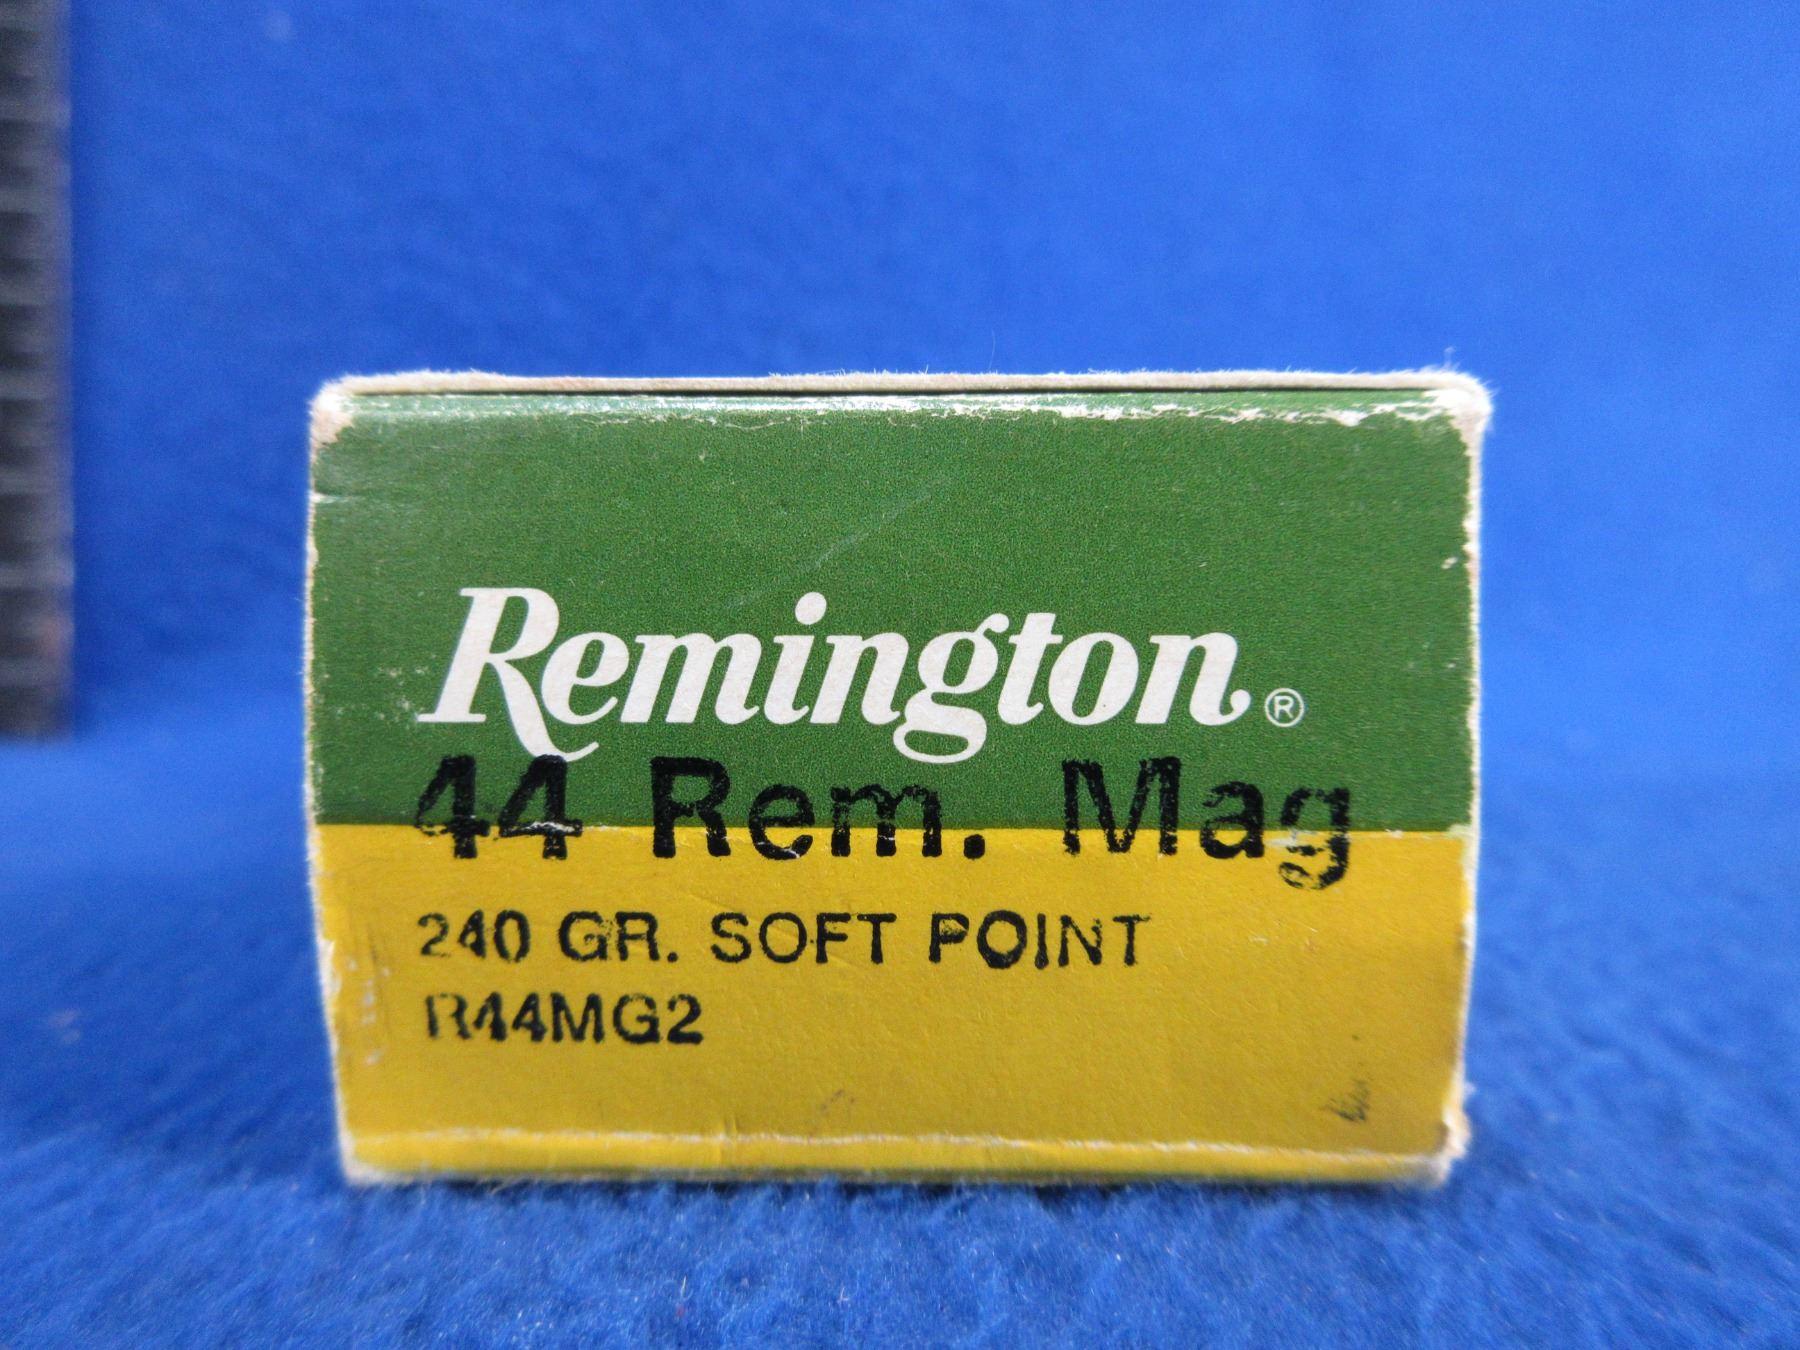 Remington®
44 Rem. Mag
240 GR. SOFT POINT
R44MG2